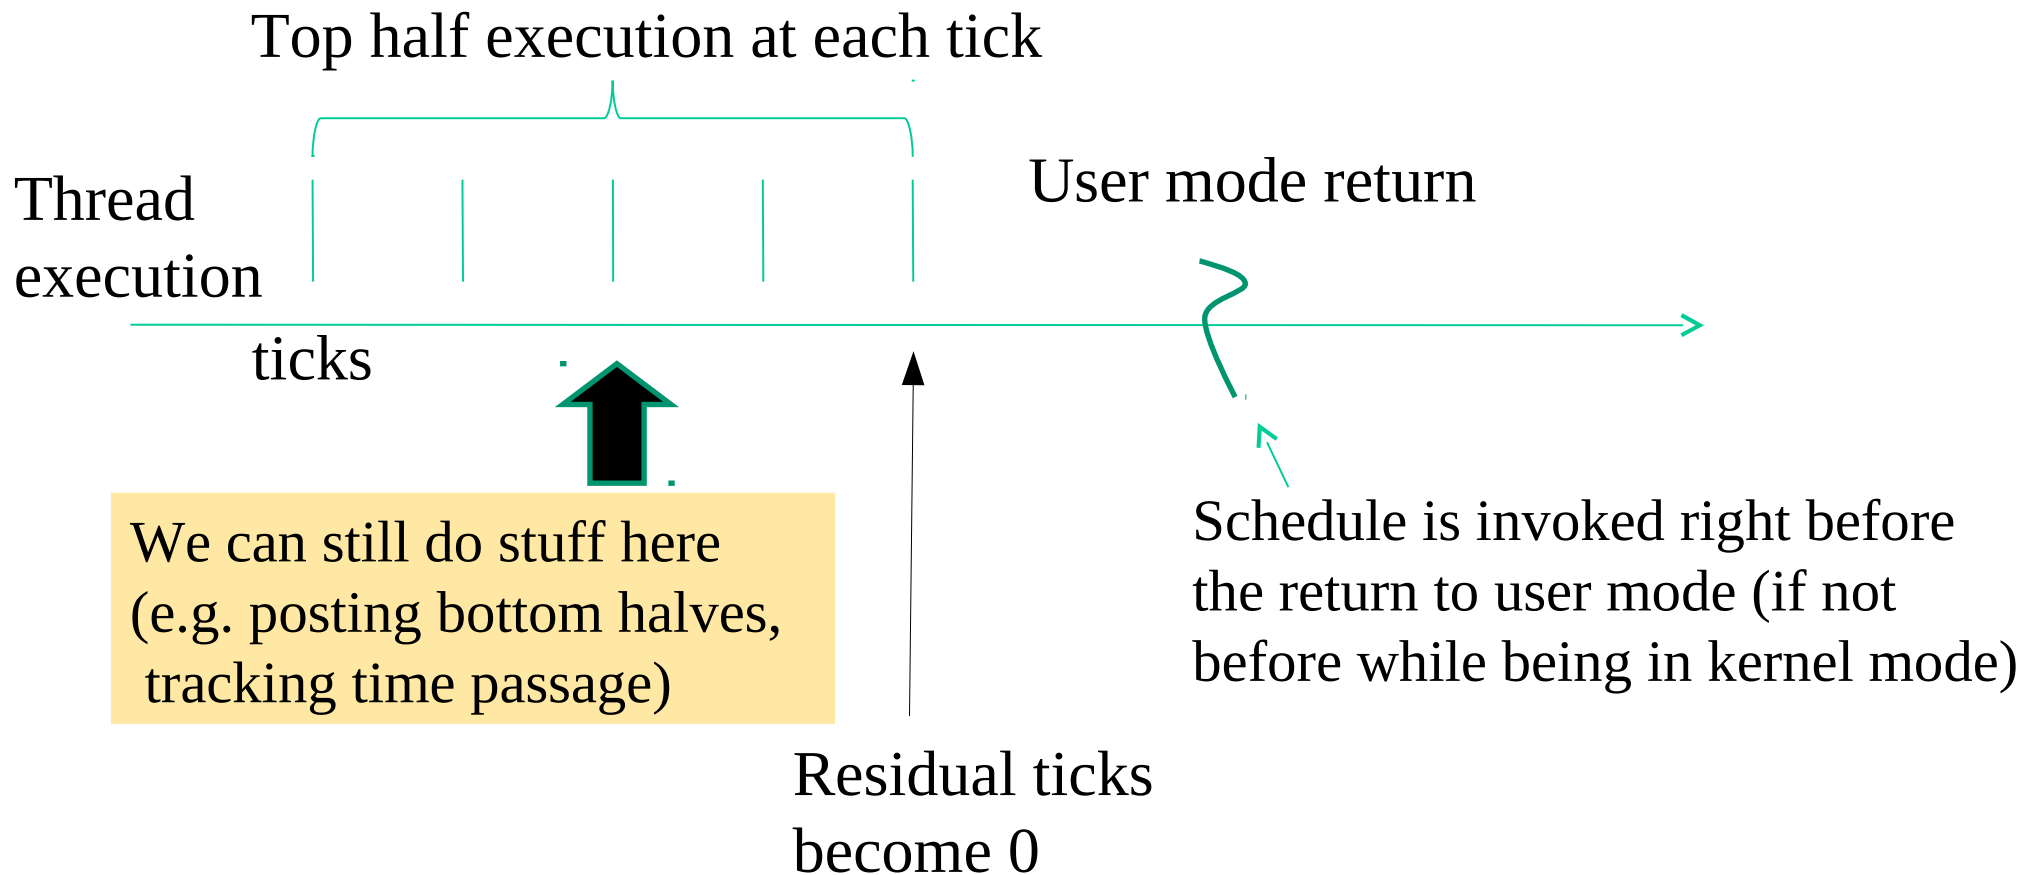 Top half execution at each tick
User mode return
Thread
execution
ticks
We can still do stuff here
(e.g. posting bottom halves,
tracking time passage)
Schedule is invoked right before
the return to user mode (if not
before while being in kernel mode)
Residual ticks
become 0